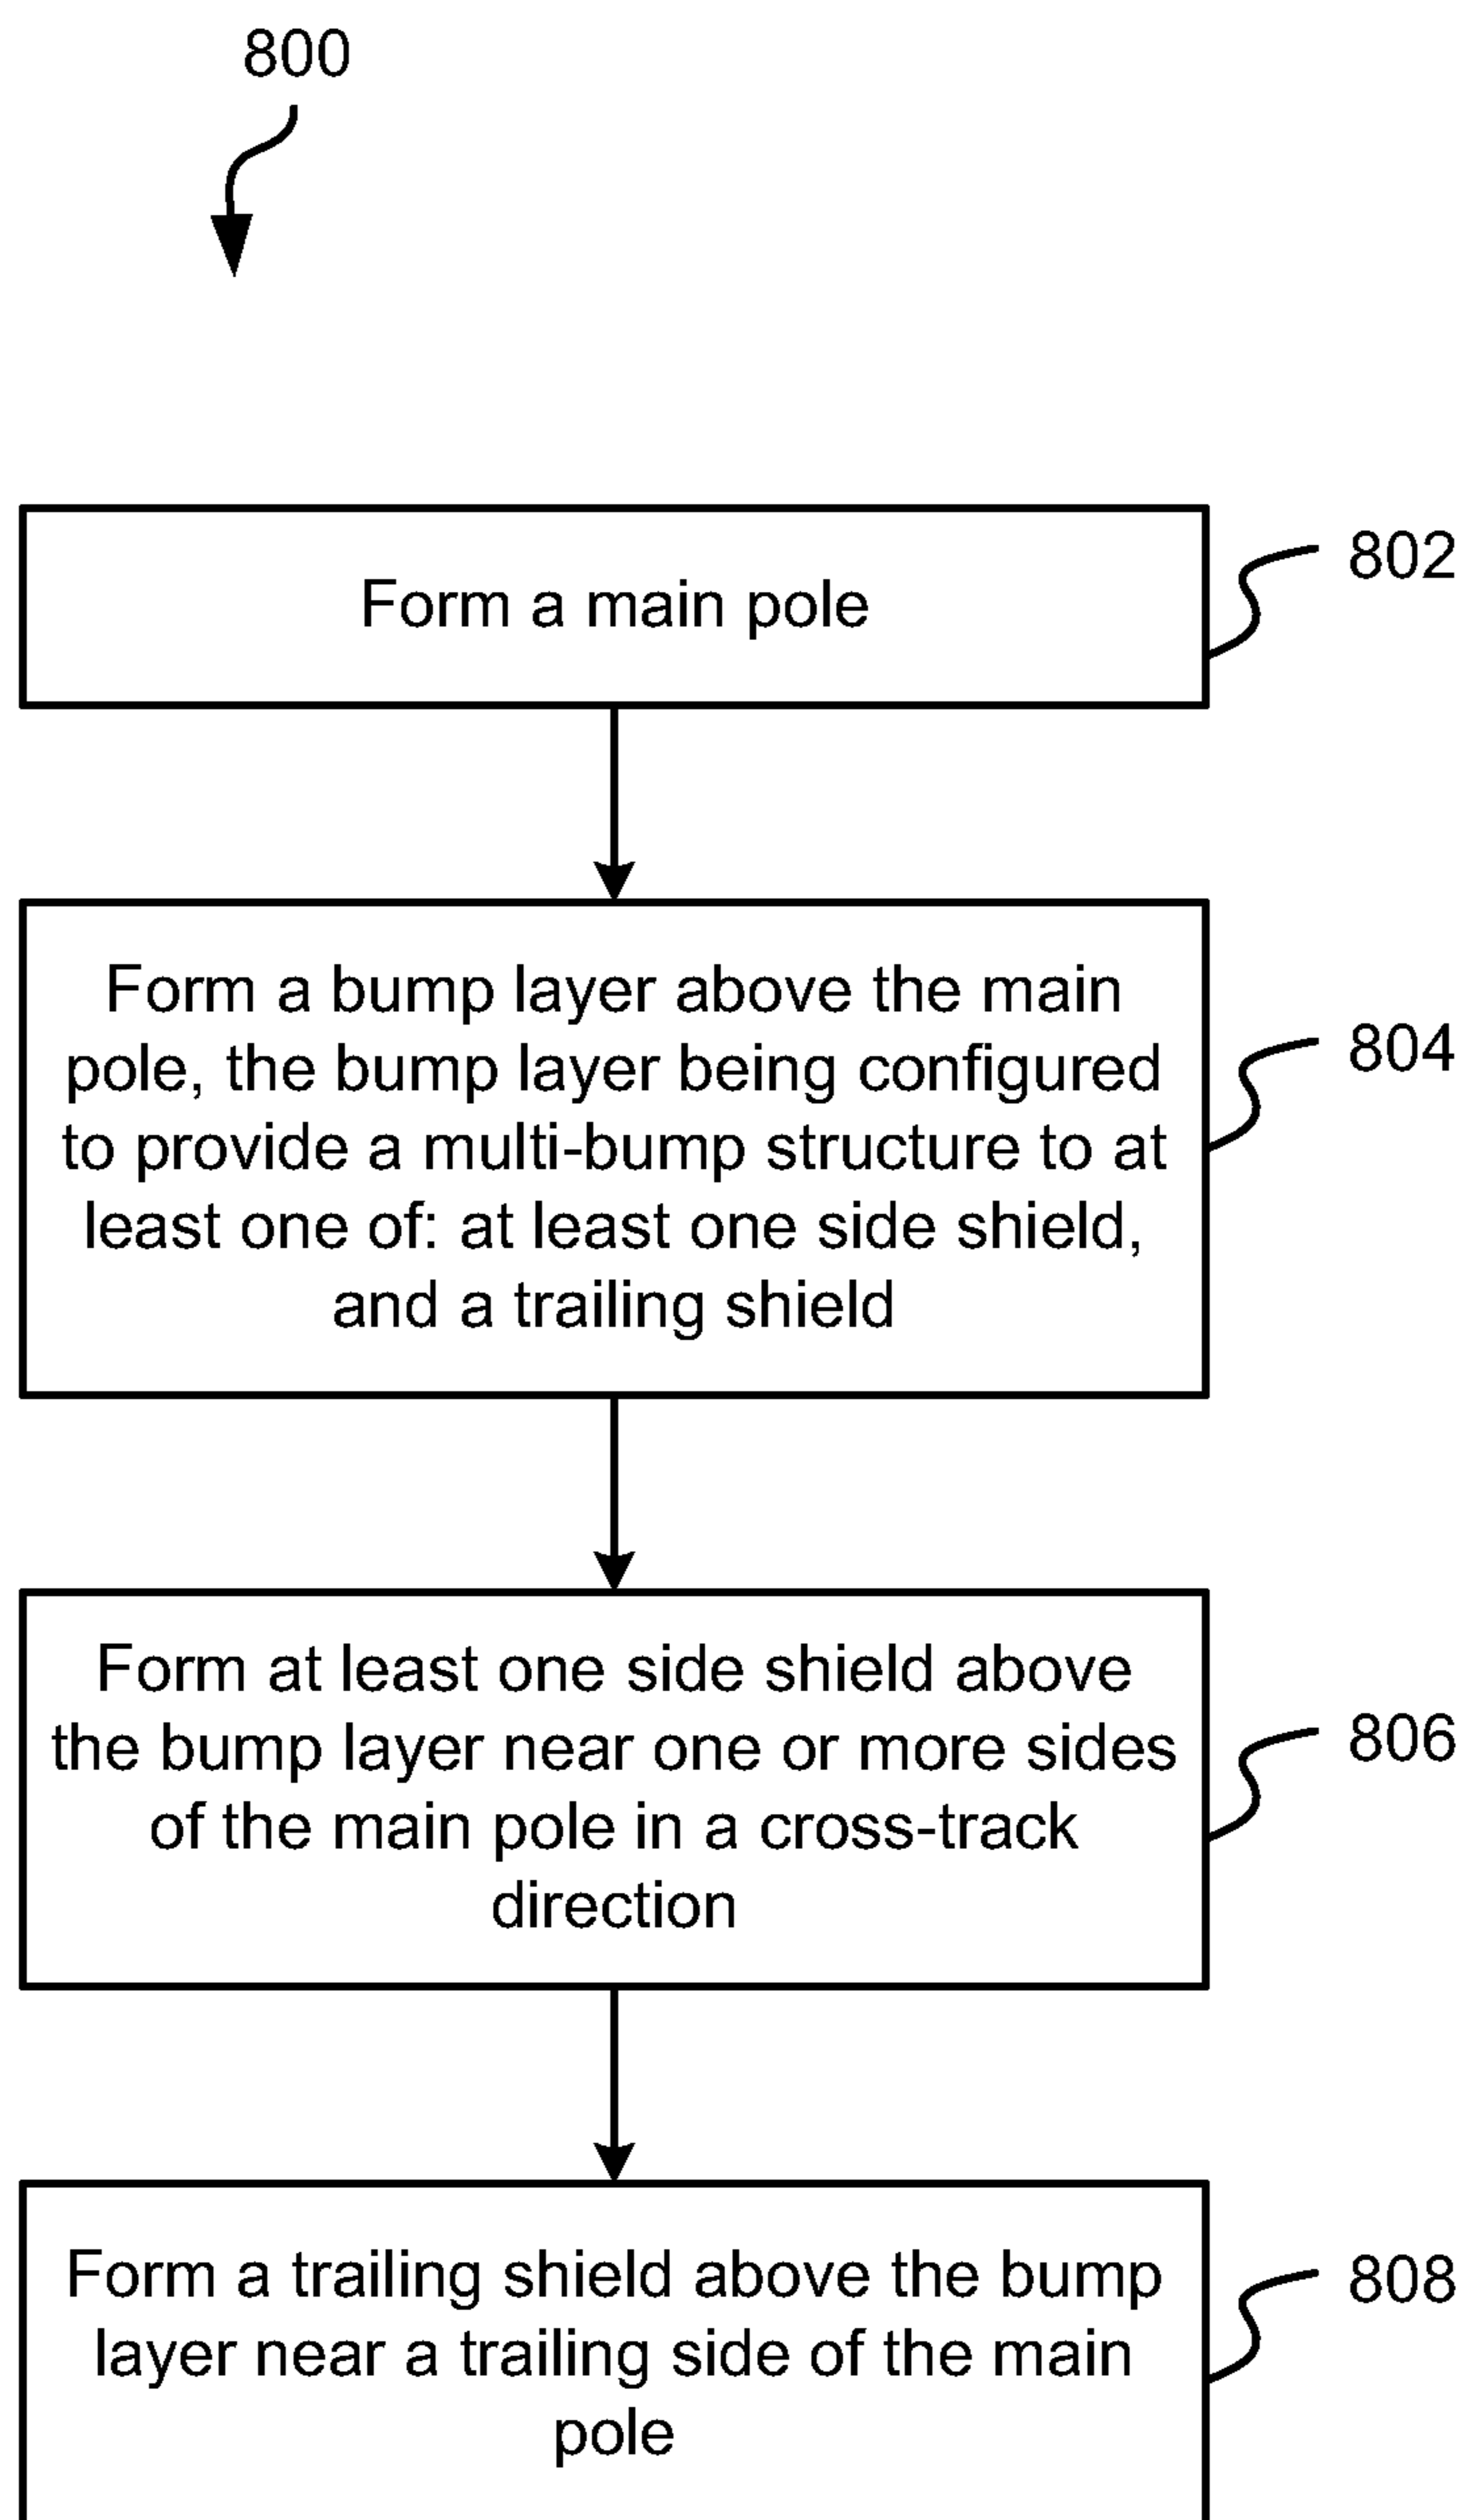 800
Form a main pole
802
Form a bump layer above the main
pole, the bump layer being configured
to provide a multi-bump structure to at
least one of: at least one side shield,
and a trailing shield
804
Form at least one side shield above
the bump layer near one or more sides
of the main pole in a cross-track
direction
806
Form a trailing shield above the bump
layer near a trailing side of the main
pole
808